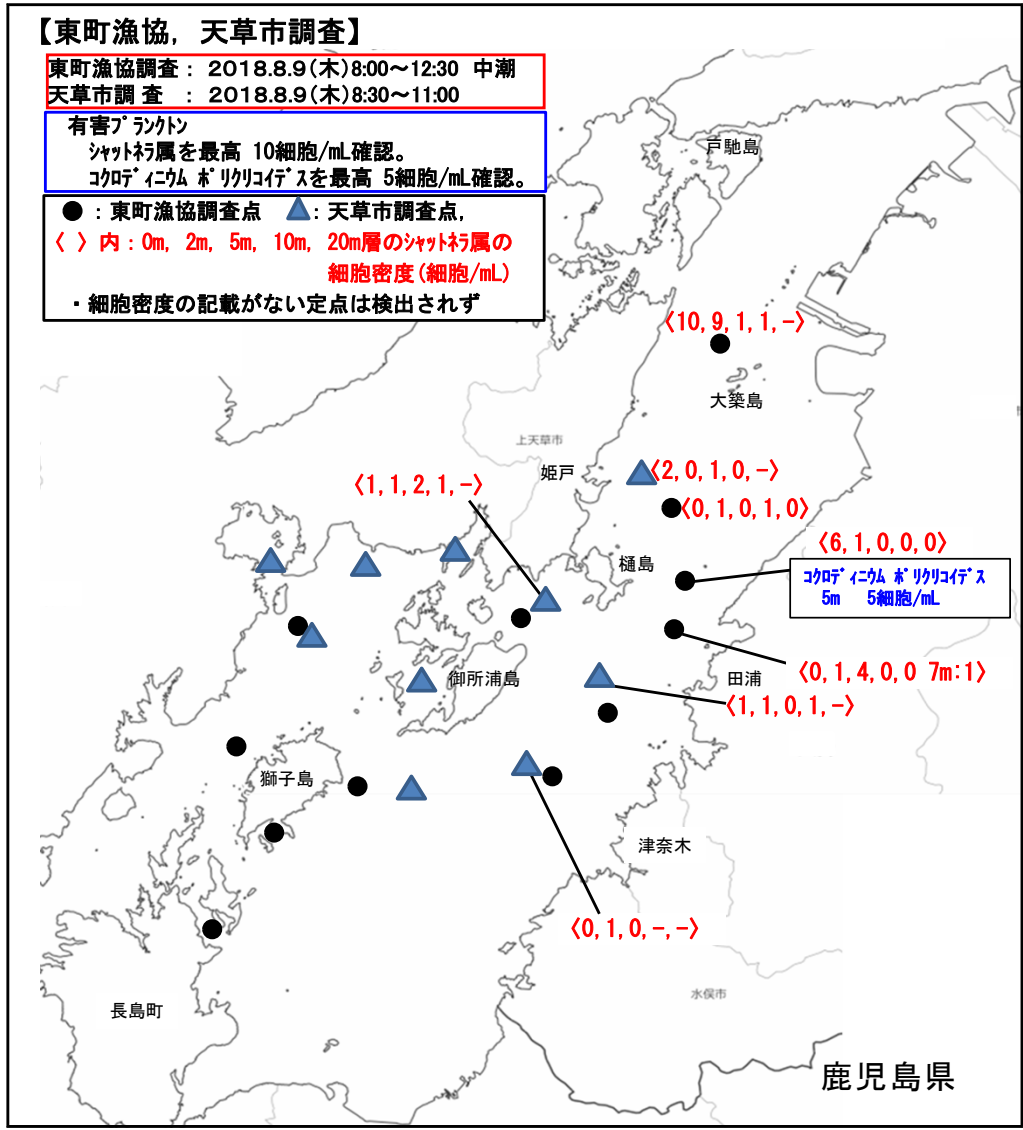 【東町漁協, 天草市調査】
東町漁協調査： 2018.8.9(木)8:00～12:30 中潮
天草市調 査 ： 2018.8.9(木)8:30～11:00
有害ﾌﾟﾗﾝｸﾄﾝ
ｼｬｯﾄﾈﾗ属を最高 10細胞/mL確認。
ｺｸﾛﾃﾞｨﾆｳﾑ ﾎﾟﾘｸﾘｺｲﾃﾞｽを最高 5細胞/mL確認。
●：東町漁協調査点 ▲：天草市調査点,
〈 〉内：0m, 2m, 5m, 10m, 20m層のｼｬｯﾄﾈﾗ属の
細胞密度(細胞/mL)
・細胞密度の記載がない定点は検出されず
戸馳島
〈10, 9, 1, 1, -〉
大築島
上天草市
姫戸
〈2, 0, 1, 0, -〉
〈1, 1, 2, 1, -〉
〈0, 1, 0, 1, 0〉
〈6, 1, 0, 0, 0〉
樋島
ｺｸﾛﾃﾞｨﾆｳﾑ ﾎﾟﾘｸﾘｺｲﾃﾞｽ
5m 5細胞/mL
御所浦島
田浦
〈0, 1, 4, 0, 0 7m:1〉
〈1, 1, 0, 1, -〉
獅子島
津奈木
〈0, 1, 0, -, -〉
水俣市
長島町
鹿児島県